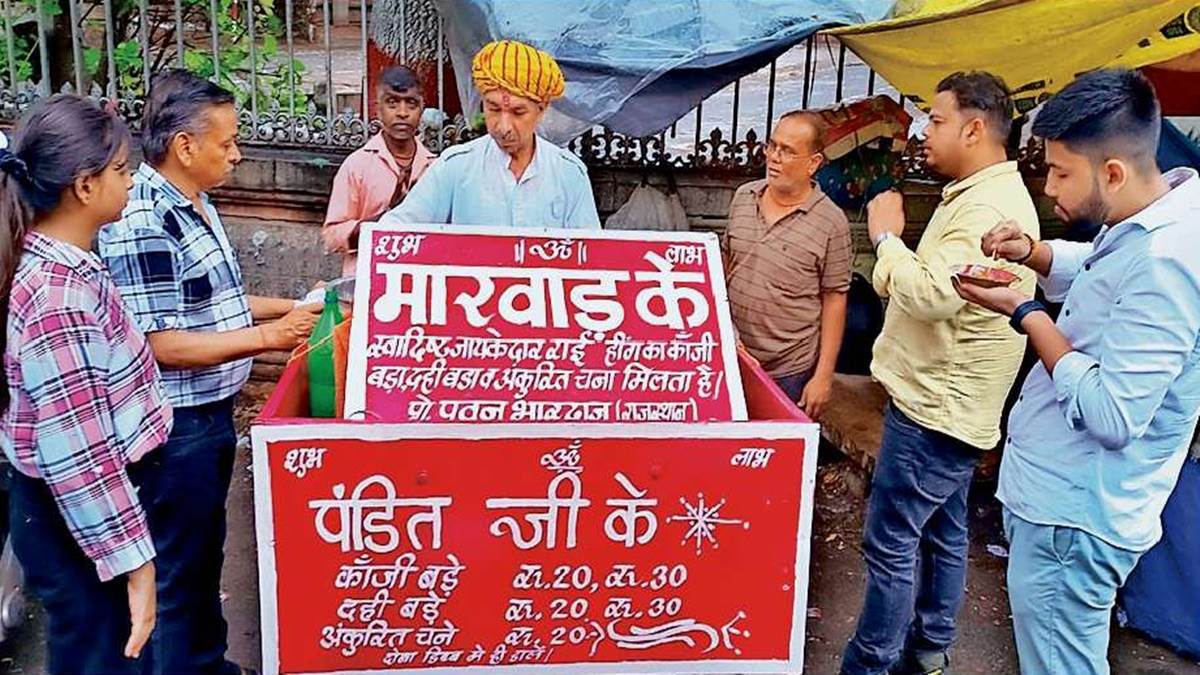 शुभ ॥ ॐ ॥ लाभ
मारवाड़ के
स्वादिष्ट जायकेदार राई हींग का काँजी
बड़ा,दही बडा व अंकुरित चना मिलता है।
प्रो. पवन भारद्वाज (राजस्थान)
शुभ ॐ लाभ
पंडित जी के
काँजी बड़े रू.20, रू.30
दही बड़े रू.20 रू.30
अंकुरित चने रू.20
दोना डिब्बे मे ही डालें।